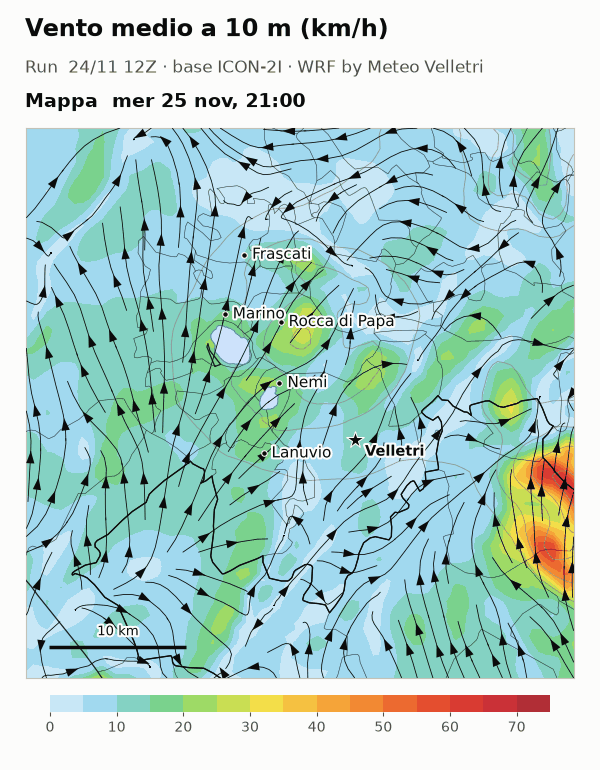 Vento medio a 10 m (km/h)
Run  24/11 12Z · base ICON-2I · WRF by Meteo Velletri
Mappa  mer 25 nov, 21:00
Frascati
Marino
Rocca di Papa
Nemi
Velletri
Lanuvio
10 km
0 10 20 30 40 50 60 70